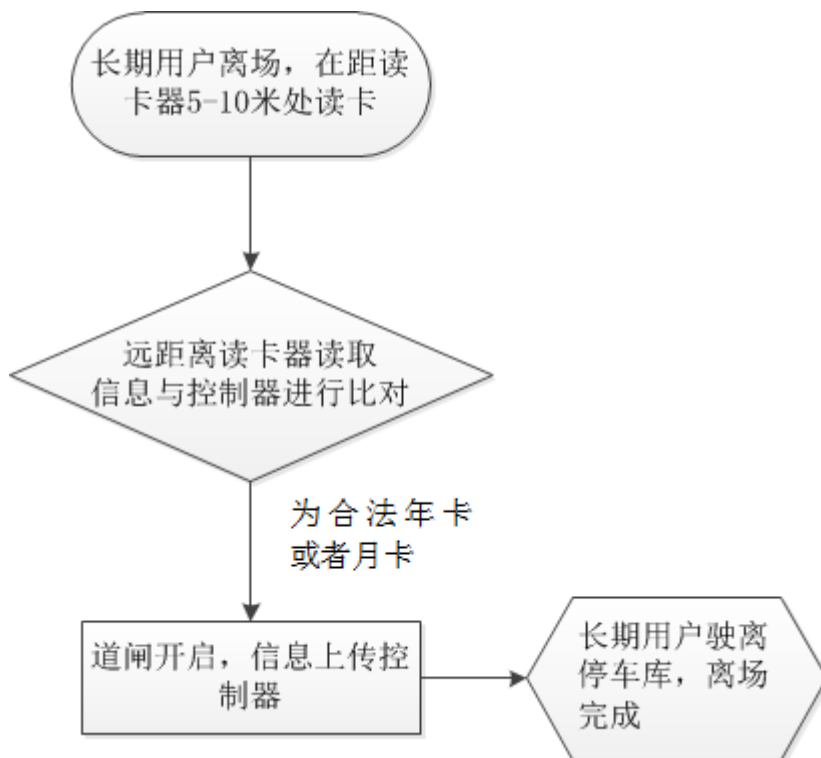 长期用户离场，在距读
卡器5-10米处读卡
远距离读卡器读取
信息与控制器进行比对
为合法年卡
或者月卡
道闸开启，信息上传控
制器
长期用户驶离
停车库，离场
完成